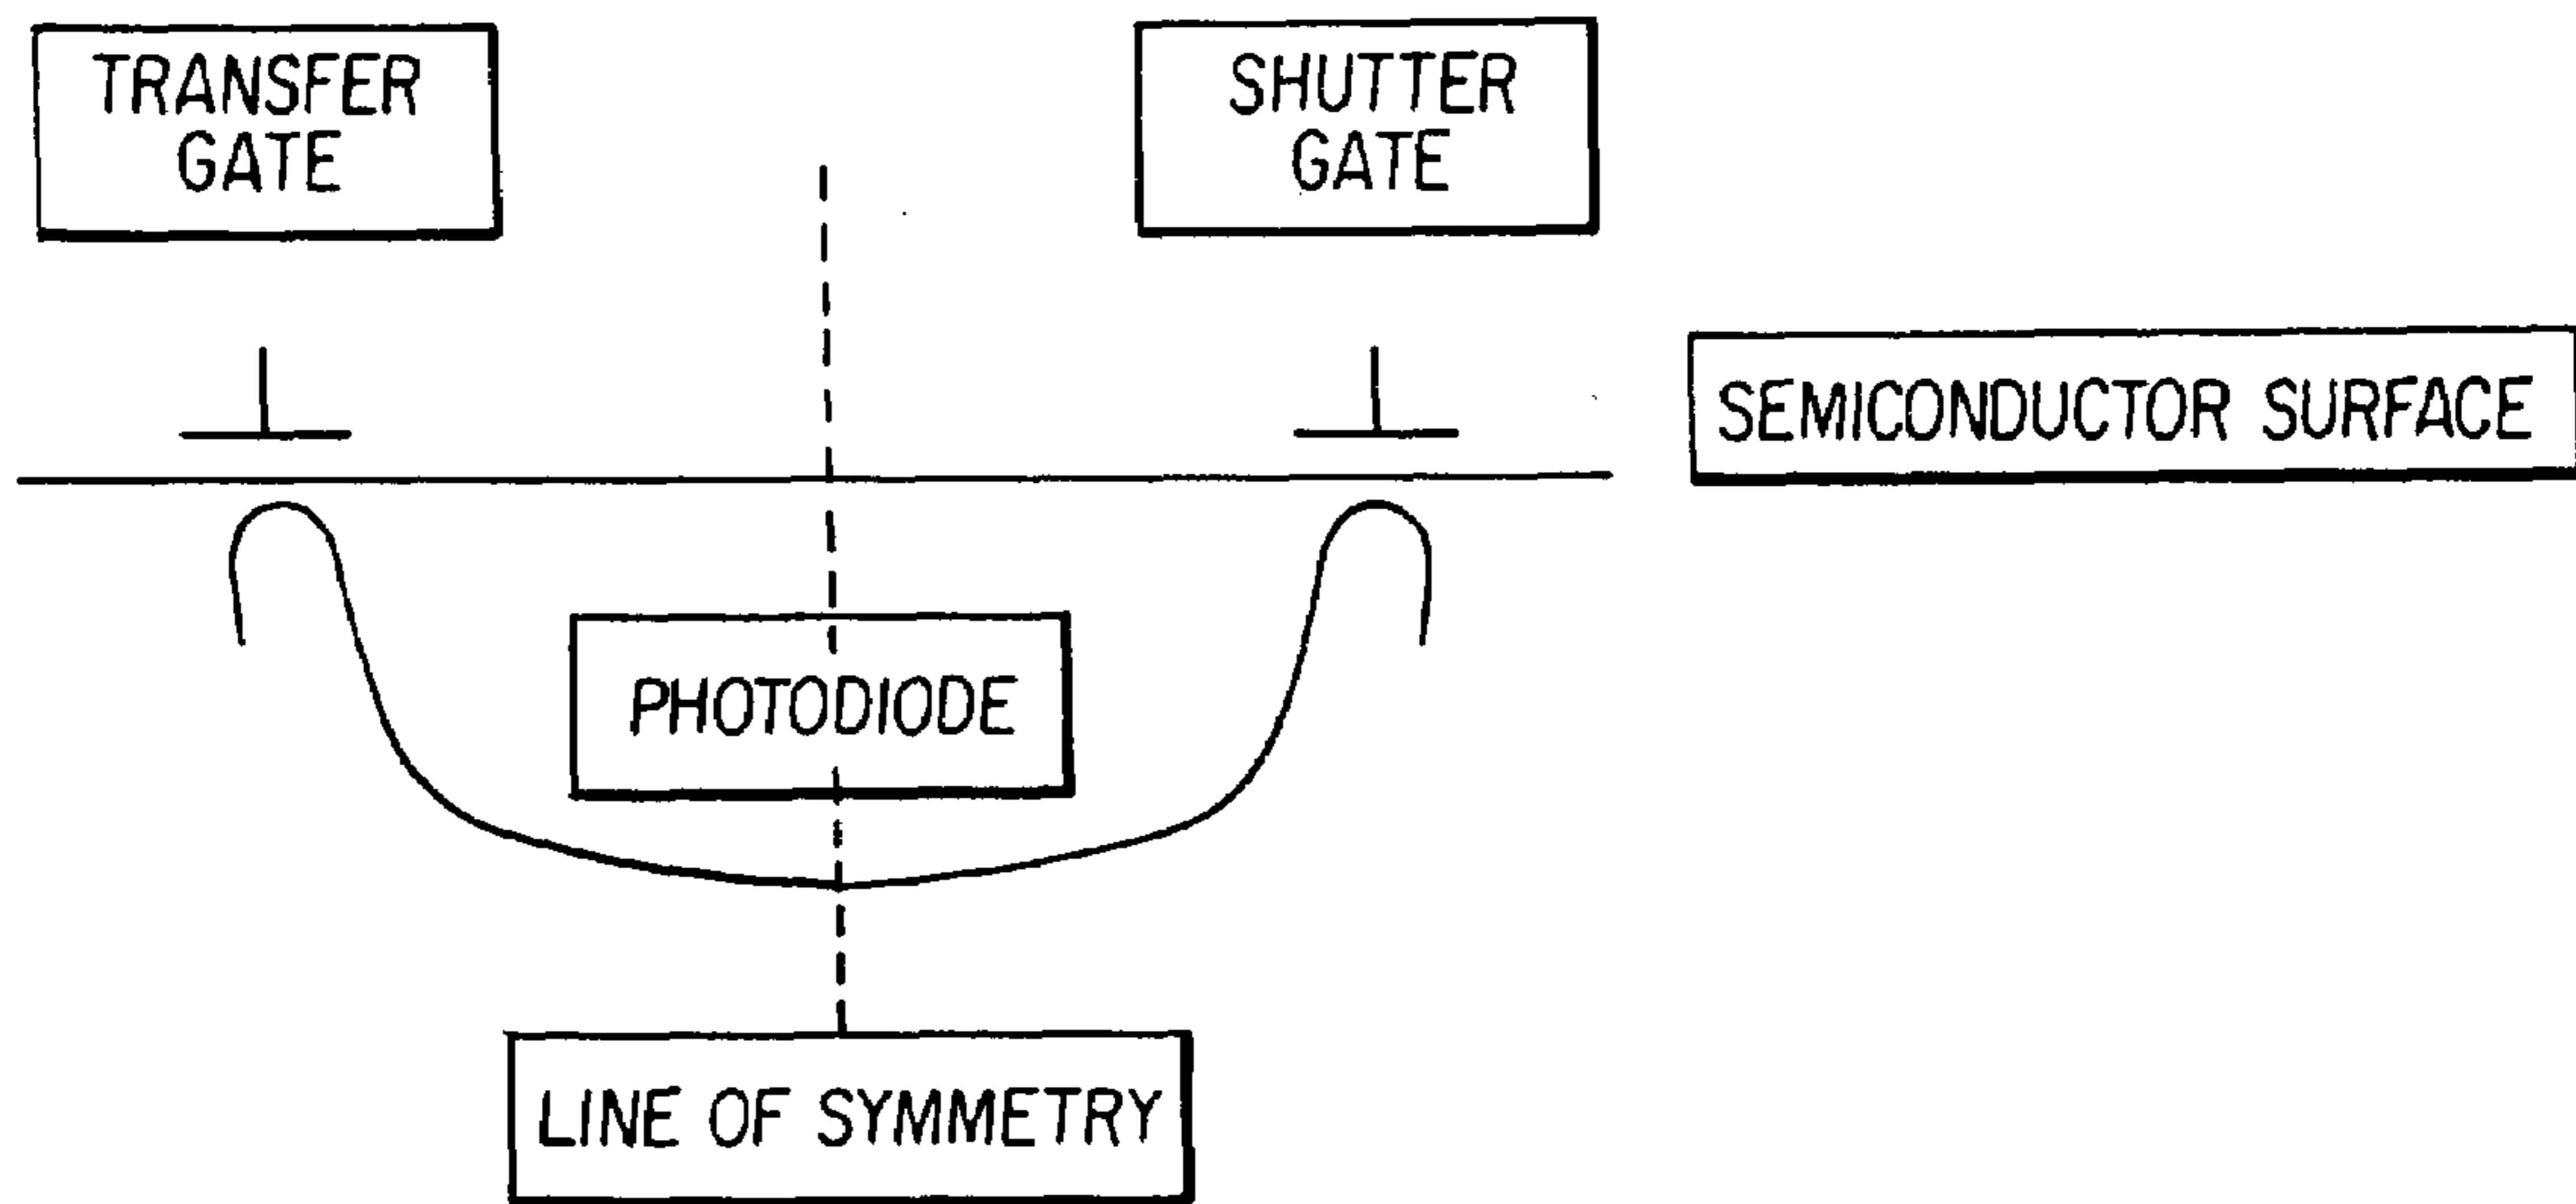 TRANSFER
GATE
SHUTTER
GATE
SEMICONDUCTOR SURFACE
PHOTODIODE
LINE OF SYMMETRY